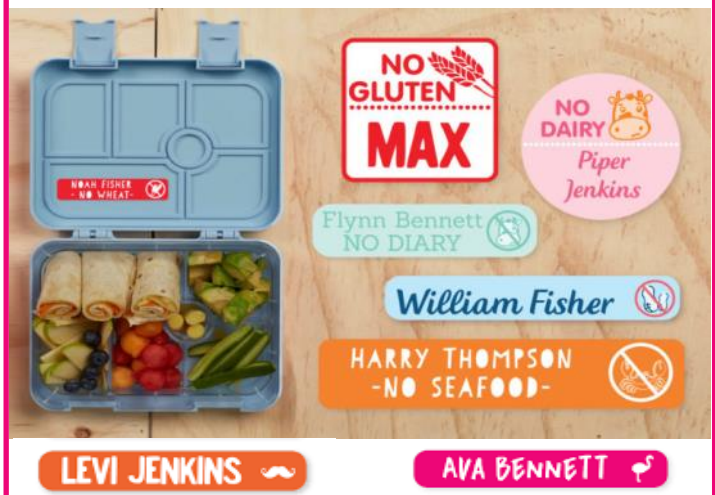 NO
GLUTEN
MAX
NO
DAIRY
Piper
Jenkins
NOAH FISHER
- NO WHEAT-
Flynn Bennett
NO DIARY
William Fisher
HARRY THOMPSON
-NO SEAFOOD-
LEVI JENKINS
AVA BENNETT